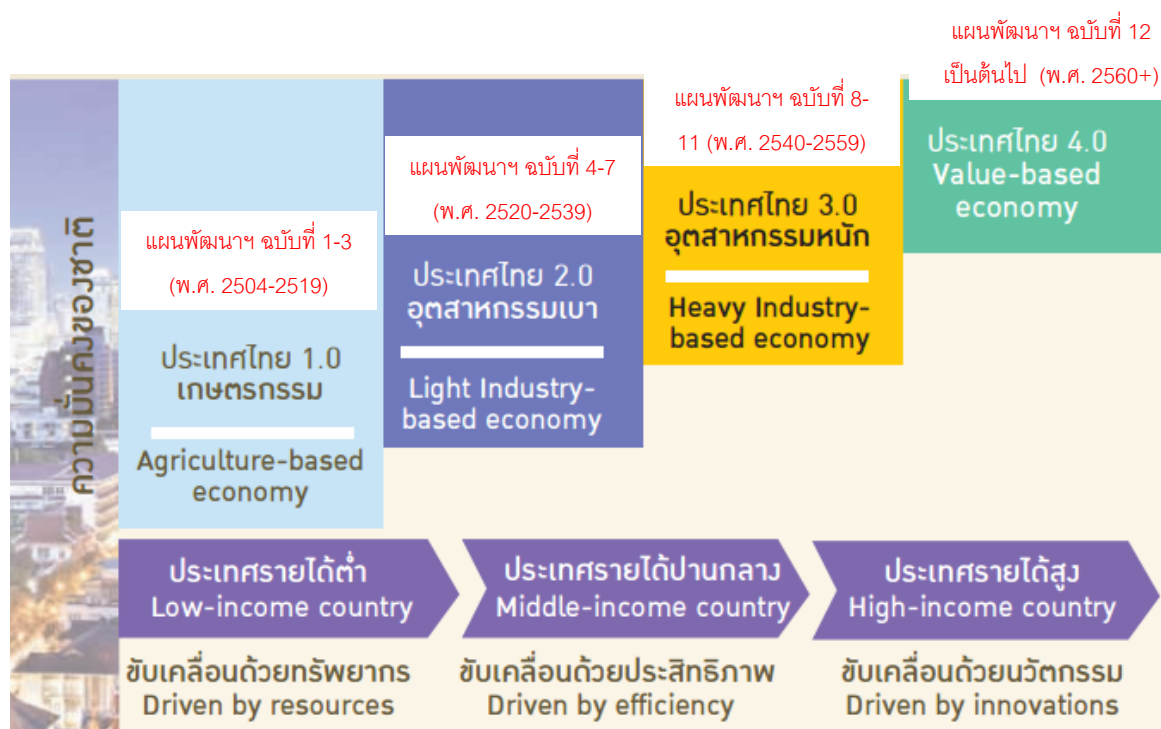 ความมั่นคงของชาติ
แผนพัฒนาฯ ฉบับที่ 1-3
(พ.ศ. 2504-2519)
ประเทศไทย 1.0
เกษตรกรรม
Agriculture-based
economy
แผนพัฒนาฯ ฉบับที่ 4-7
(พ.ศ. 2520-2539)
ประเทศไทย 2.0
อุตสาหกรรมเบา
Light Industry-
based economy
แผนพัฒนาฯ ฉบับที่ 8-
11 (พ.ศ. 2540-2559)
ประเทศไทย 3.0
อุตสาหกรรมหนัก
Heavy Industry-
based economy
แผนพัฒนาฯ ฉบับที่ 12
เป็นต้นไป (พ.ศ. 2560+)
ประเทศไทย 4.0
Value-based
economy
ประเทศรายได้ต่ำ
Low-income country
ประเทศรายได้ปานกลาง
Middle-income country
ประเทศรายได้สูง
High-income country
ขับเคลื่อนด้วยทรัพยากร
Driven by resources
ขับเคลื่อนด้วยประสิทธิภาพ
Driven by efficiency
ขับเคลื่อนด้วยนวัตกรรม
Driven by innovations